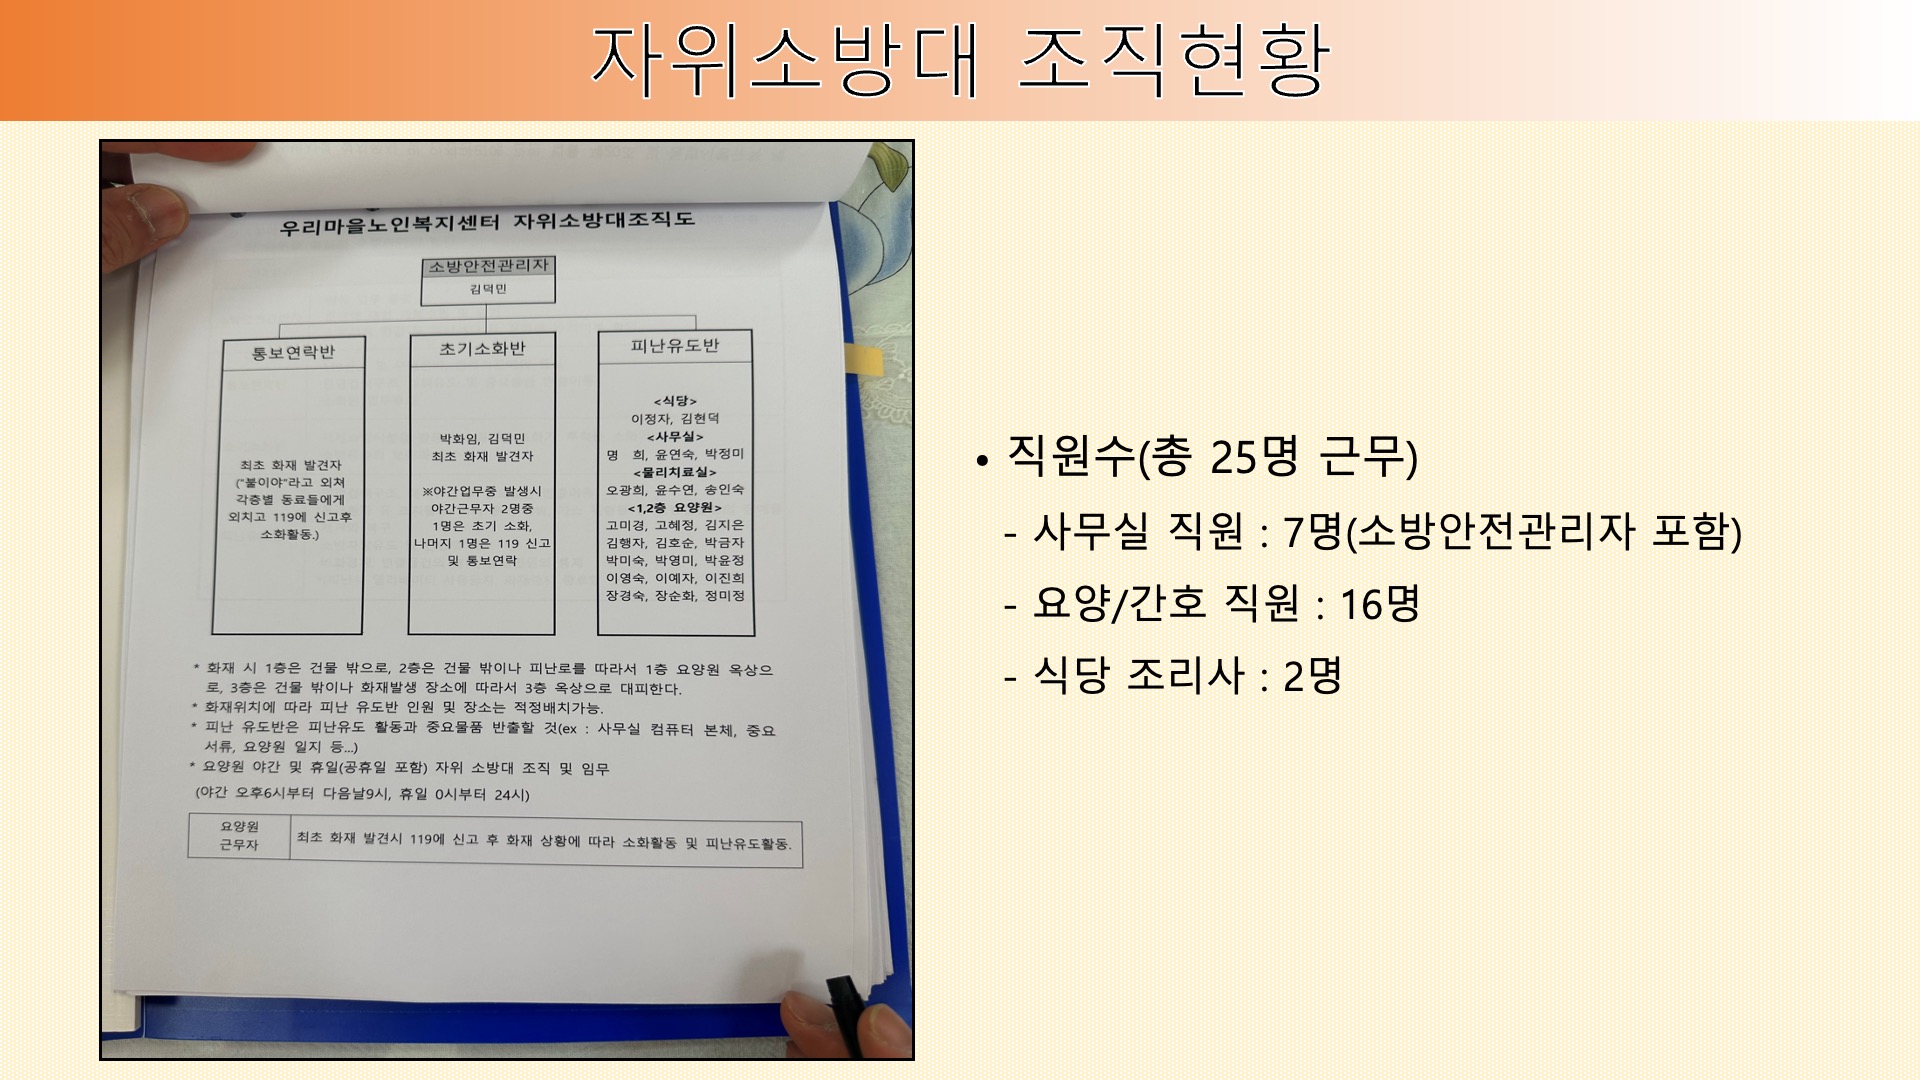 자위소방대 조직현황
우리마을노인복지센터 자위소방대조직도
소방안전관리자
김덕민
통보연락반
최초 화재 발견자
("불이야"라고 외쳐
각층별 동료들에게
외치고 119에 신고후
소화활동.)
초기소화반
박화임, 김덕민
최초 화재 발견자
※야간업무중 발생시
야간근무자 2명중
1명은 초기 소화,
나머지 1명은 119 신고
및 통보연락
피난유도반
<식당>
이정자, 김현덕
<사무실>
명 희, 윤연숙, 박정미
<물리치료실>
오광희, 윤수연, 송인숙
<1,2층 요양원>
고미경, 고혜정, 김지은
김행자, 김호순, 박금자
박미숙, 박영미, 박윤정
이영숙, 이예자, 이진희
장경숙, 장순화, 정미정
* 화재 시 1층은 건물 밖으로, 2층은 건물 밖이나 피난로를 따라서 1층 요양원 옥상으
로, 3층은 건물 밖이나 화재발생 장소에 따라서 3층 옥상으로 대피한다.
* 화재위치에 따라 피난 유도반 인원 및 장소는 적정배치가능.
* 피난 유도반은 피난유도 활동과 중요물품 반출할 것(ex : 사무실 컴퓨터 본체, 중요
서류, 요양원 일지 등...)
* 요양원 야간 및 휴일(공휴일 포함) 자위 소방대 조직 및 임무
(야간 오후6시부터 다음날9시, 휴일 0시부터 24시)
요양원
근무자
최초 화재 발견시 119에 신고 후 화재 상황에 따라 소화활동 및 피난유도활동.
• 직원수(총 25명 근무)
- 사무실 직원 : 7명(소방안전관리자 포함)
- 요양/간호 직원 : 16명
- 식당 조리사 : 2명